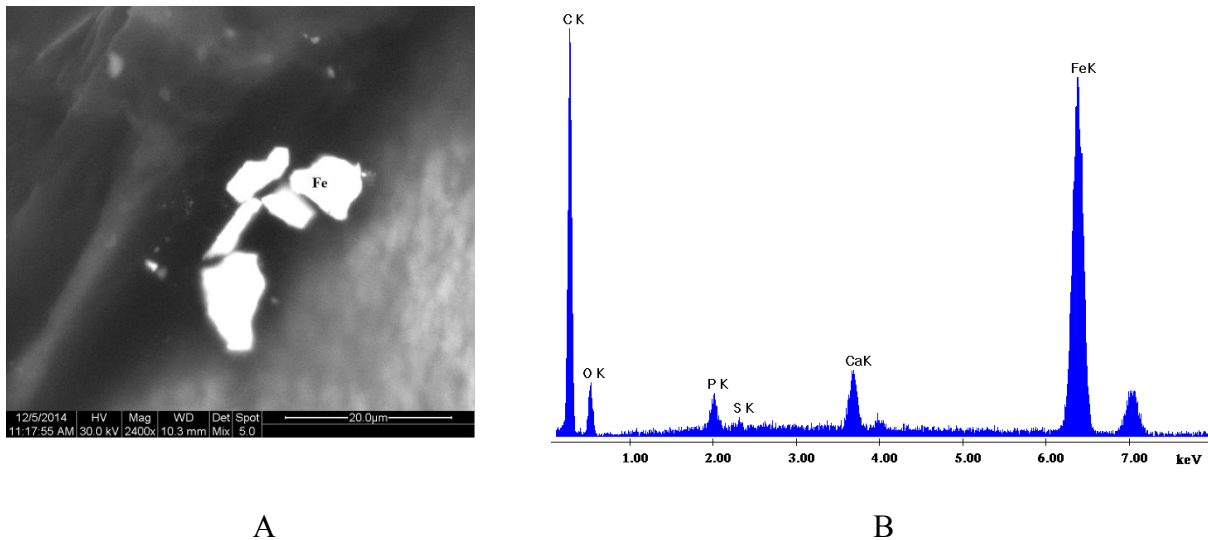 Fe
12/5/2014 HV Mag WD Det Spot 20.0µm
11:17:55 AM 30.0 kV 2400x 10.3 mm Mix 5.0
C K
O K
P K
S K
CaK
FeK
1.00 2.00 3.00 4.00 5.00 6.00 7.00 keV
A
B